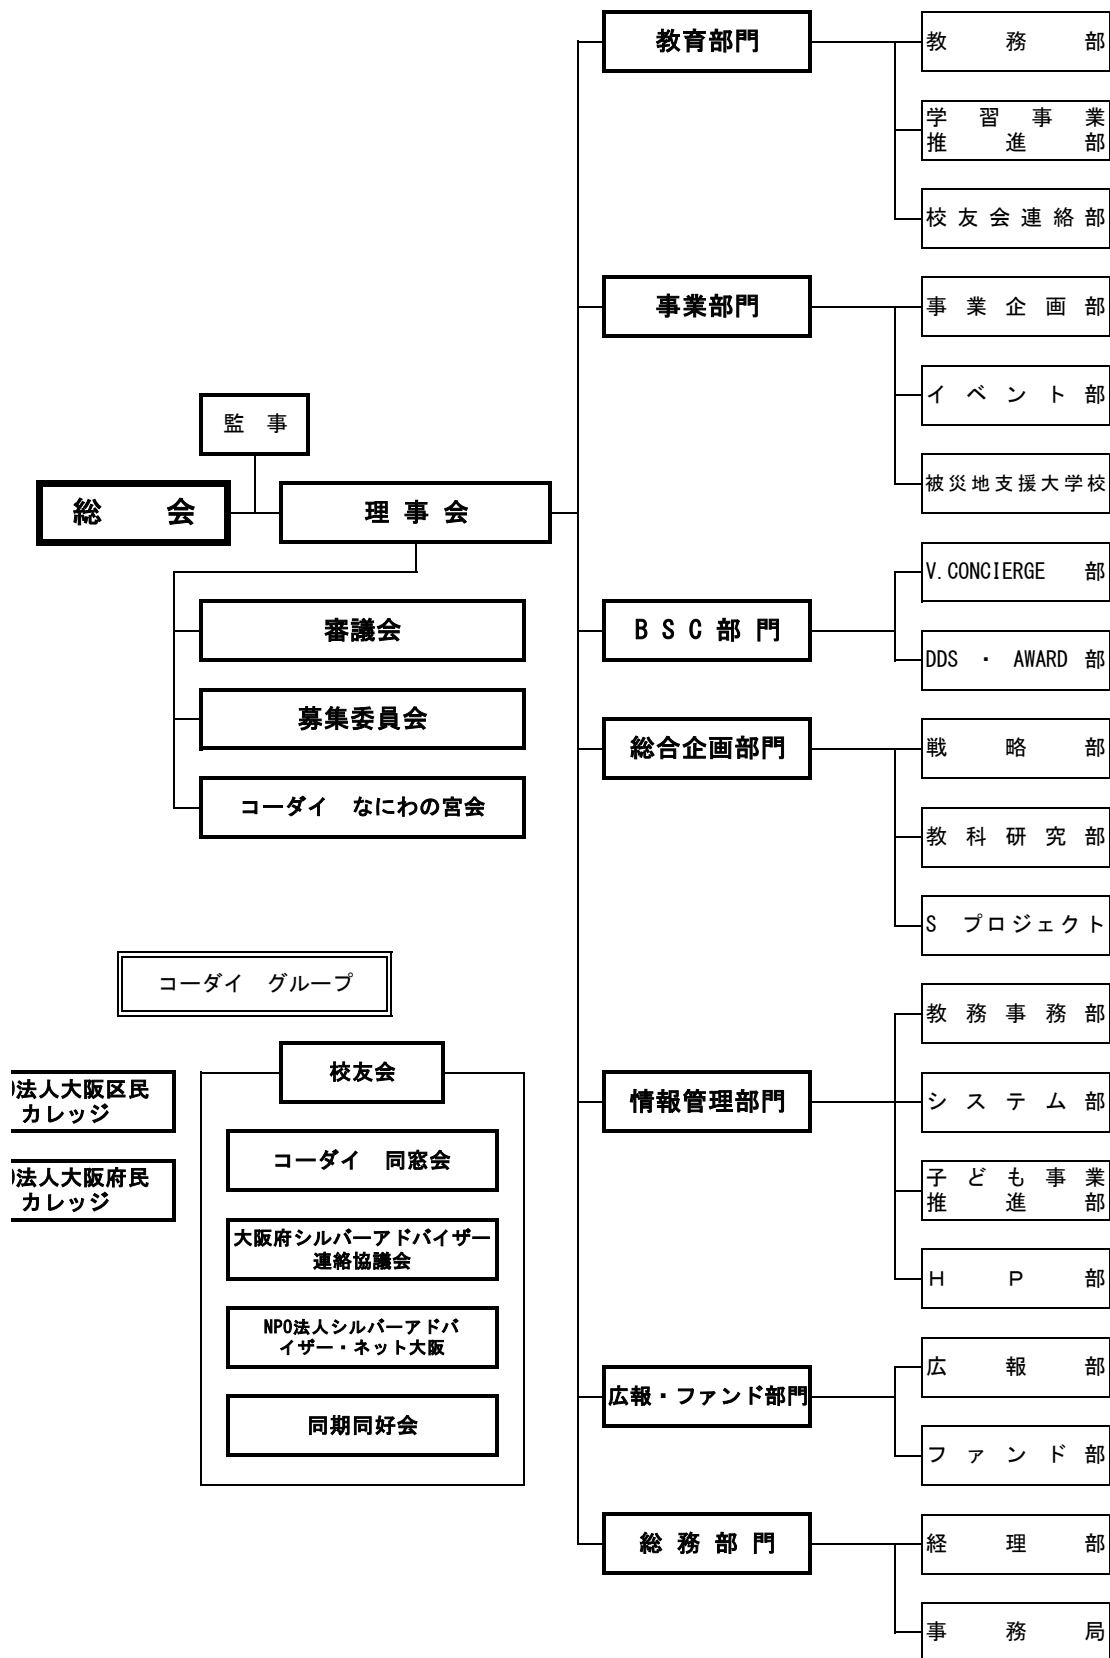 教育部門
教務部
学習事業
推進部
校友会連絡部
事業部門
事業企画部
イベント部
被災地支援大学校
監　事
総　会
理事会
審議会
募集委員会
コーダイ　なにわの宮会
BSC部門
V.CONCIERGE 部
DDS ・ AWARD 部
総合企画部門
戦略部
教科研究部
S プロジェクト
コーダイ　グループ
校友会
法人大阪区民
カレッジ
法人大阪府民
カレッジ
コーダイ　同窓会
大阪府シルバーアドバイザー
連絡協議会
NPO法人シルバーアドバ
イザー・ネット大阪
同期同好会
情報管理部門
教務事務部
システム部
子ども事業
推進部
ＨＰ部
広報・ファンド部門
広報部
ファンド部
総務部門
経理部
事務局